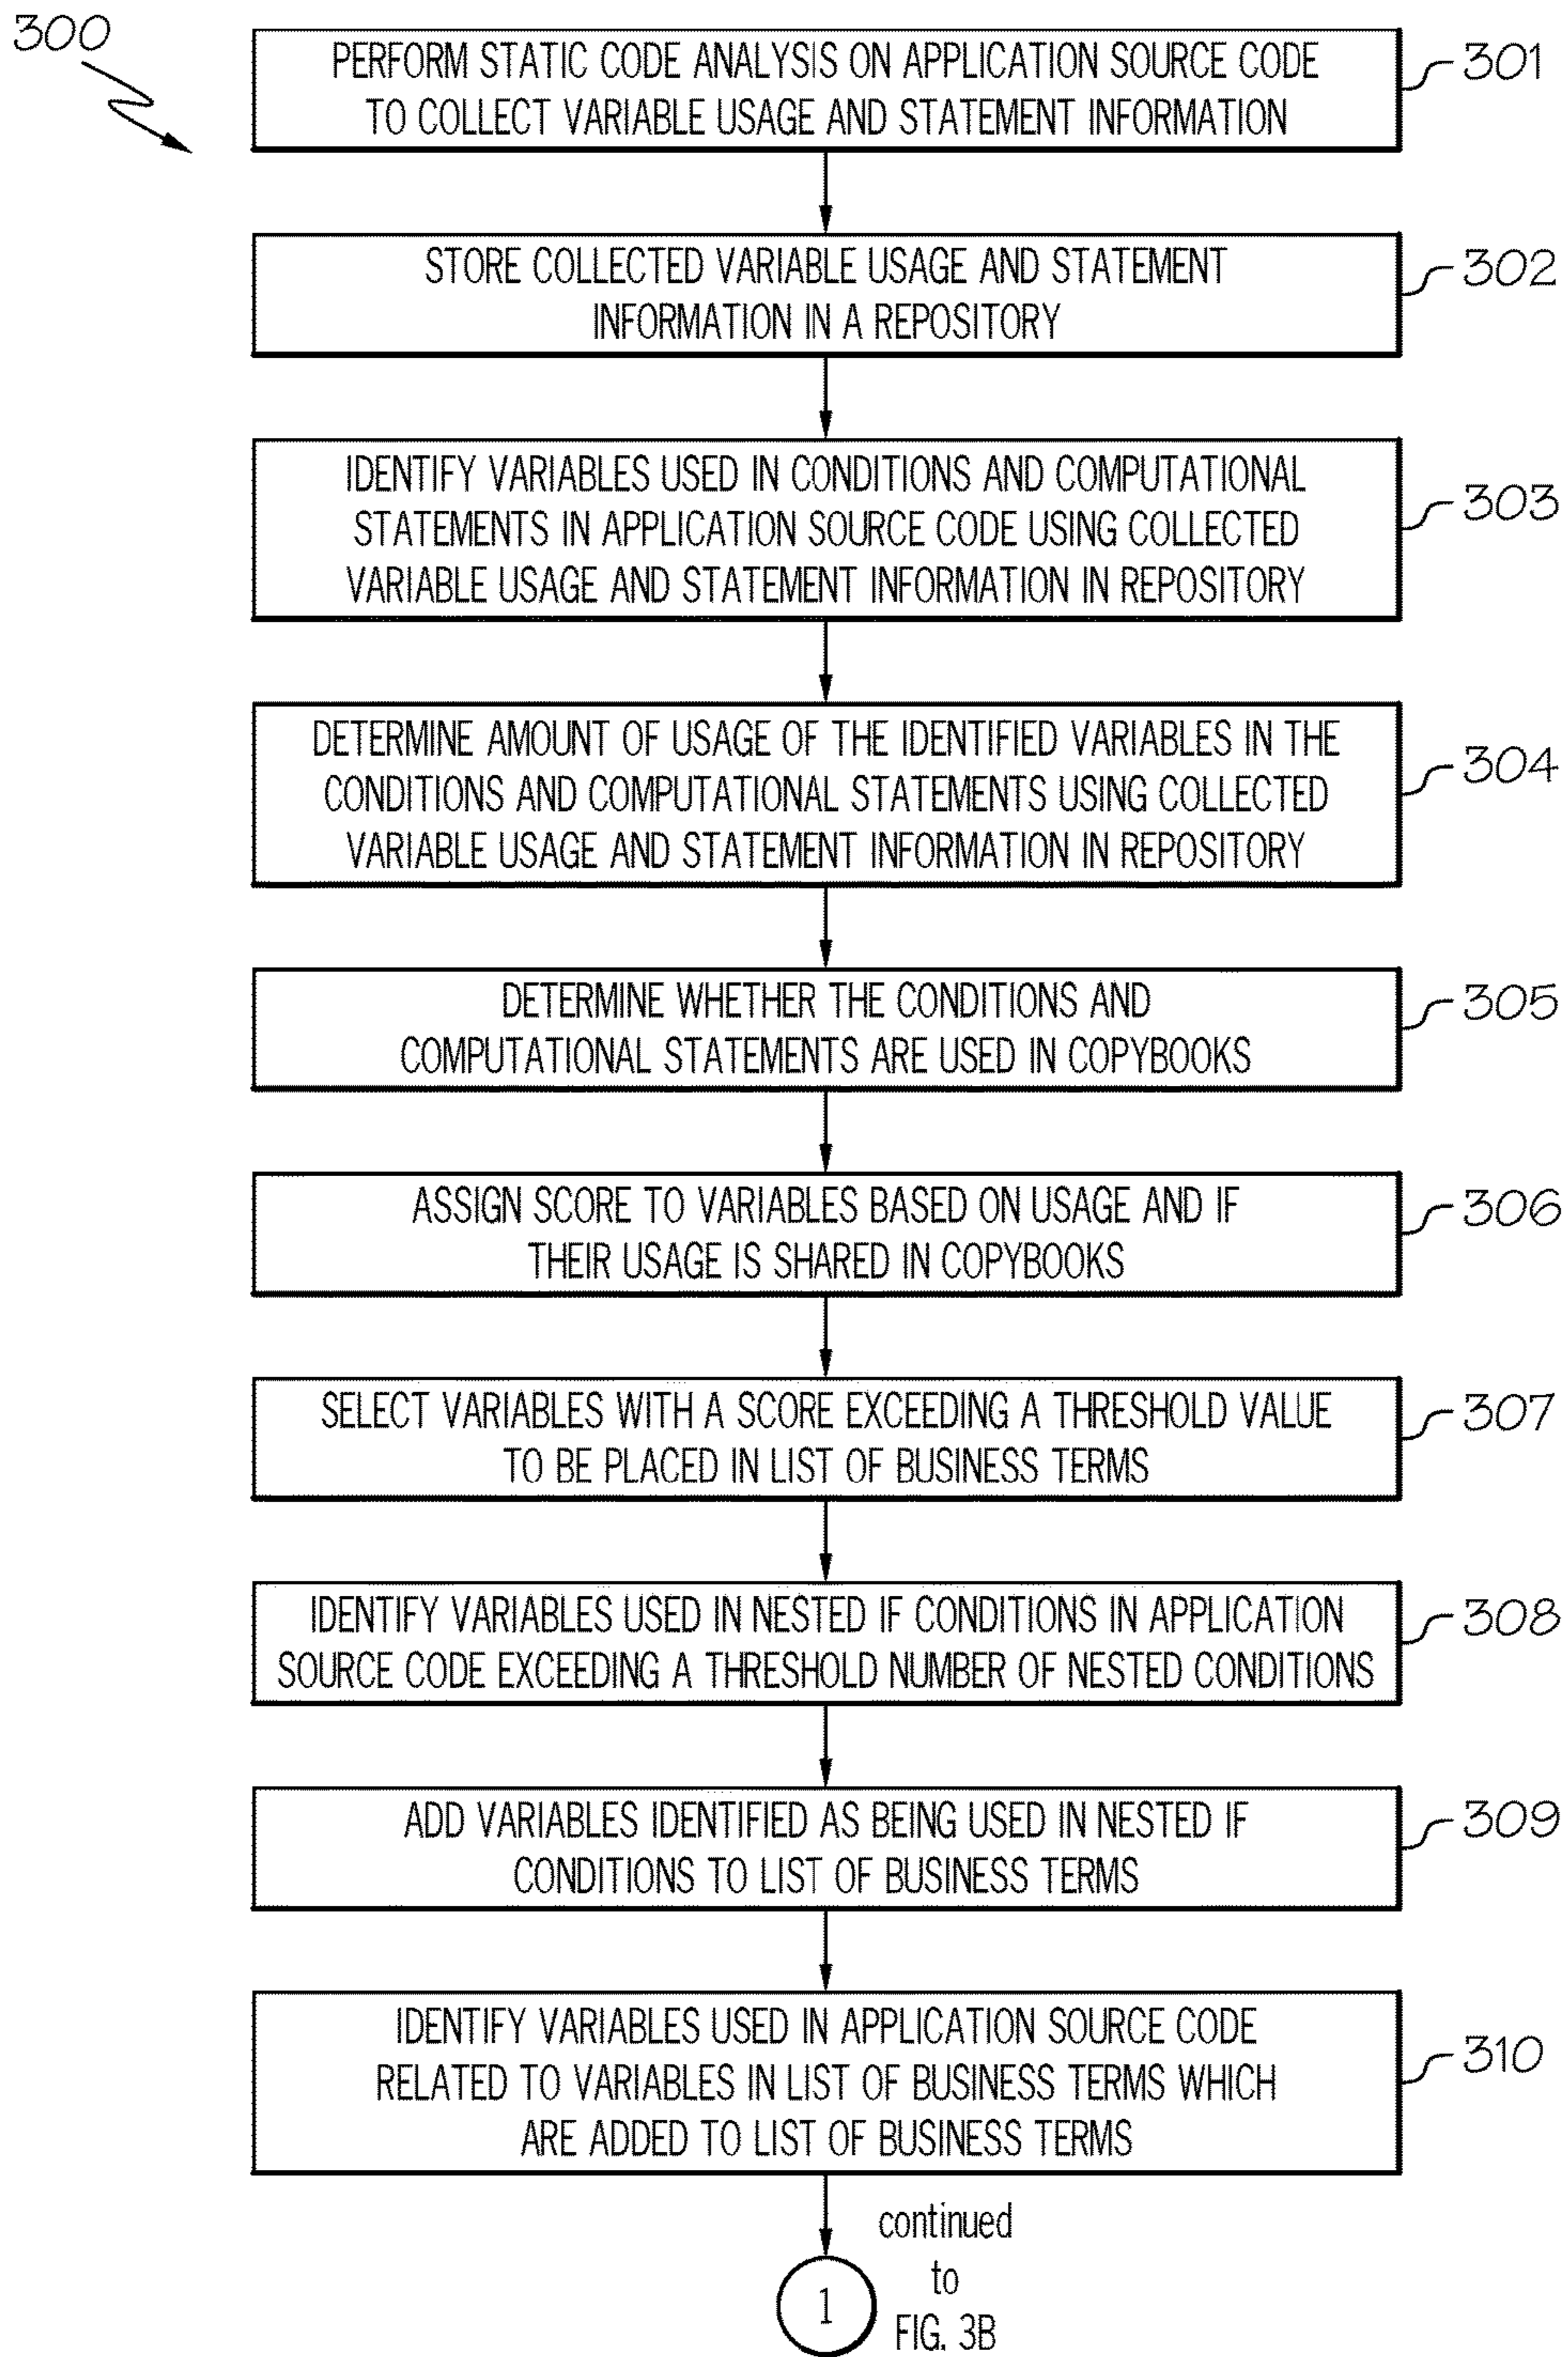 300
PERFORM STATIC CODE ANALYSIS ON APPLICATION SOURCE CODE
TO COLLECT VARIABLE USAGE AND STATEMENT INFORMATION
301
STORE COLLECTED VARIABLE USAGE AND STATEMENT
INFORMATION IN A REPOSITORY
302
IDENTIFY VARIABLES USED IN CONDITIONS AND COMPUTATIONAL
STATEMENTS IN APPLICATION SOURCE CODE USING COLLECTED
VARIABLE USAGE AND STATEMENT INFORMATION IN REPOSITORY
303
DETERMINE AMOUNT OF USAGE OF THE IDENTIFIED VARIABLES IN THE
CONDITIONS AND COMPUTATIONAL STATEMENTS USING COLLECTED
VARIABLE USAGE AND STATEMENT INFORMATION IN REPOSITORY
304
DETERMINE WHETHER THE CONDITIONS AND
COMPUTATIONAL STATEMENTS ARE USED IN COPYBOOKS
305
ASSIGN SCORE TO VARIABLES BASED ON USAGE AND IF
THEIR USAGE IS SHARED IN COPYBOOKS
306
SELECT VARIABLES WITH A SCORE EXCEEDING A THRESHOLD VALUE
TO BE PLACED IN LIST OF BUSINESS TERMS
307
IDENTIFY VARIABLES USED IN NESTED IF CONDITIONS IN APPLICATION
SOURCE CODE EXCEEDING A THRESHOLD NUMBER OF NESTED CONDITIONS
308
ADD VARIABLES IDENTIFIED AS BEING USED IN NESTED IF
CONDITIONS TO LIST OF BUSINESS TERMS
309
IDENTIFY VARIABLES USED IN APPLICATION SOURCE CODE
RELATED TO VARIABLES IN LIST OF BUSINESS TERMS WHICH
ARE ADDED TO LIST OF BUSINESS TERMS
310
continued
to
FIG. 3B
1